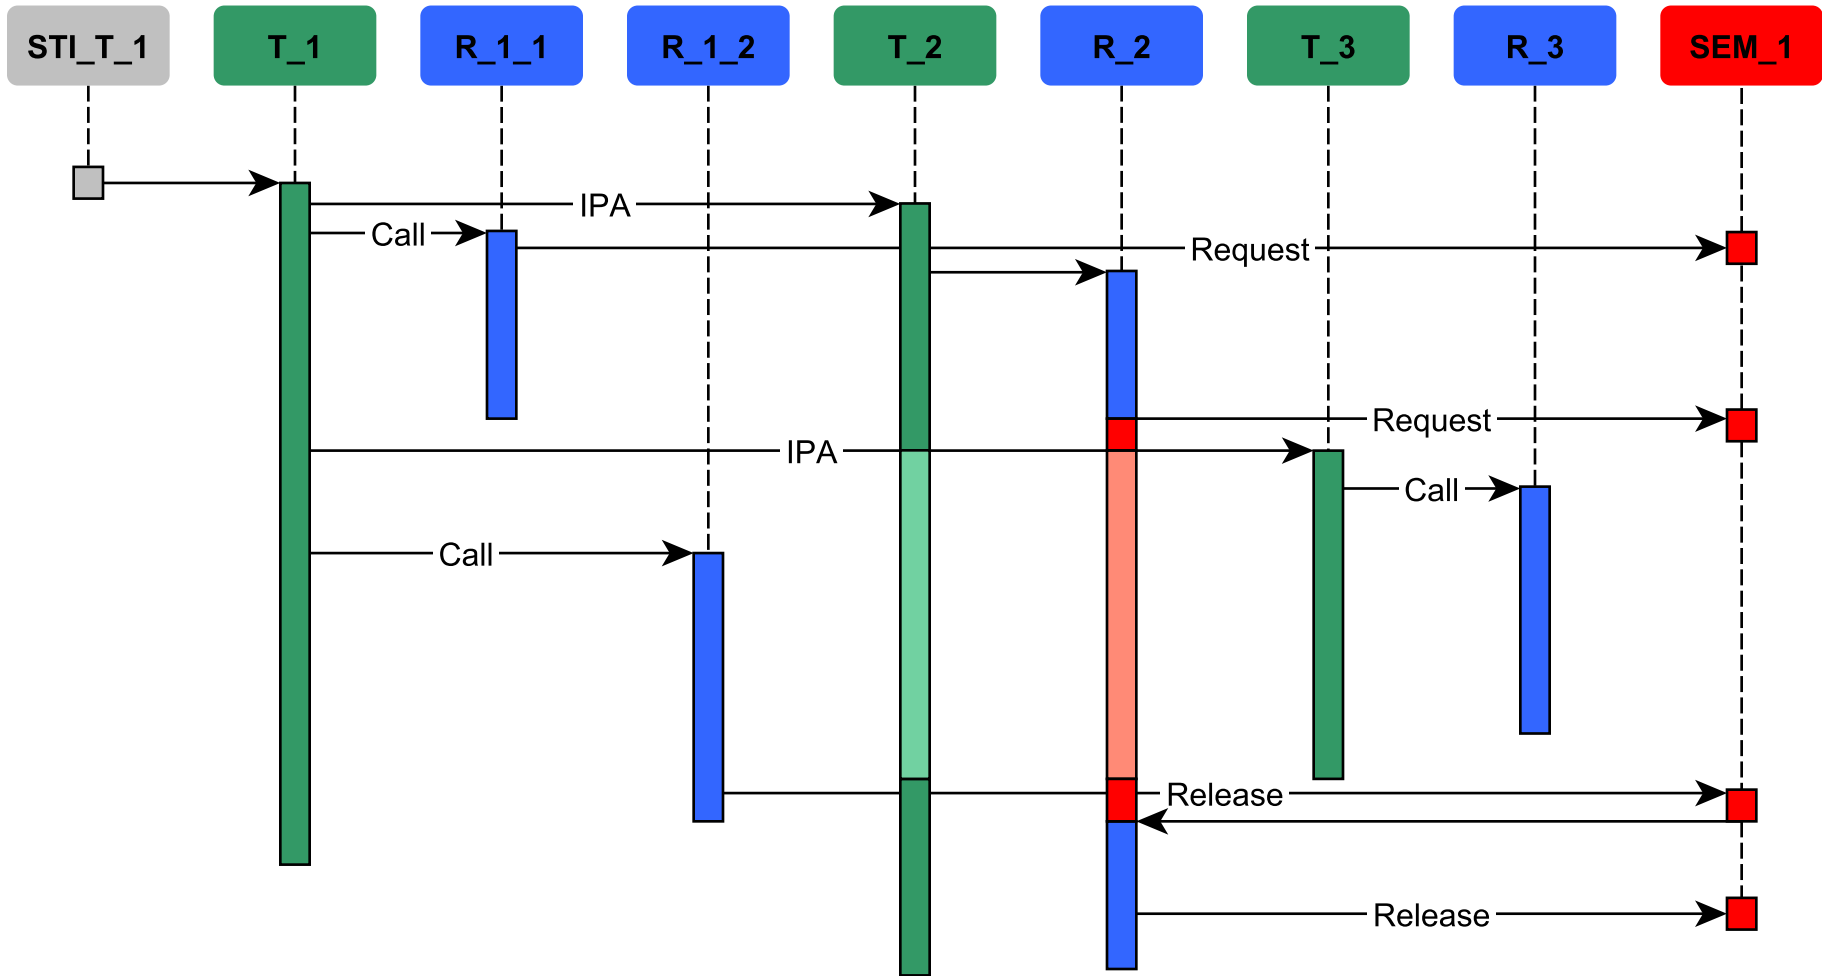 STI_T_1
T_1
R_1_1
R_1_2
T_2
R_2
T_3
R_3
SEM_1
IPA
Call
Request
Request
IPA
Call
Call
Release
Release